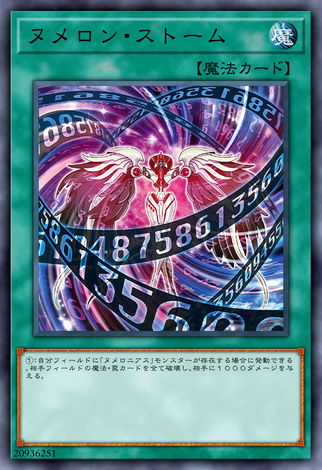 ヌメロン・ストーム
魔
【魔法カード】
14875861356
①:自分フィールドに「ヌメロニアス」モンスターが存在する場合に発動できる。
相手フィールドの魔法・罠カードを全て破壊し、相手に１０００ダメージを与
える。
20936251